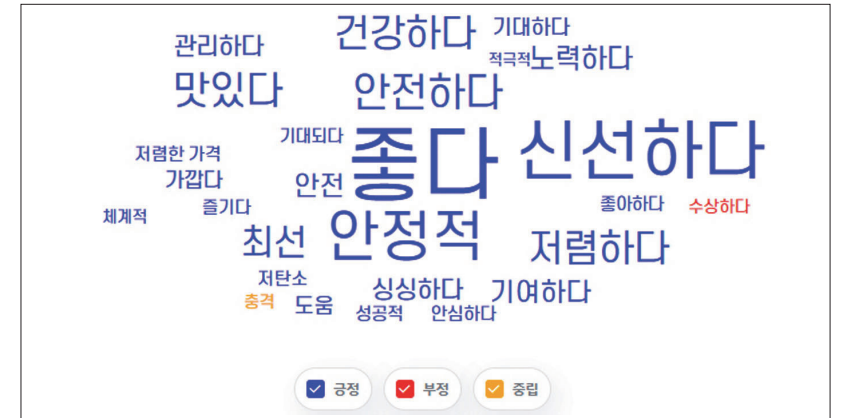 건강하다 기대하다
관리하다
적극적 노력하다
맛있다 안전하다
기대되다 좋다 신선하다
저렴한 가격
가깝다 안전
체계적 즐기다 좋아하다 수상하다
최선 안정적 저렴하다
저탄소 싱싱하다 기여하다
충격 도움 성공적 안심하다
긍정 부정 중립